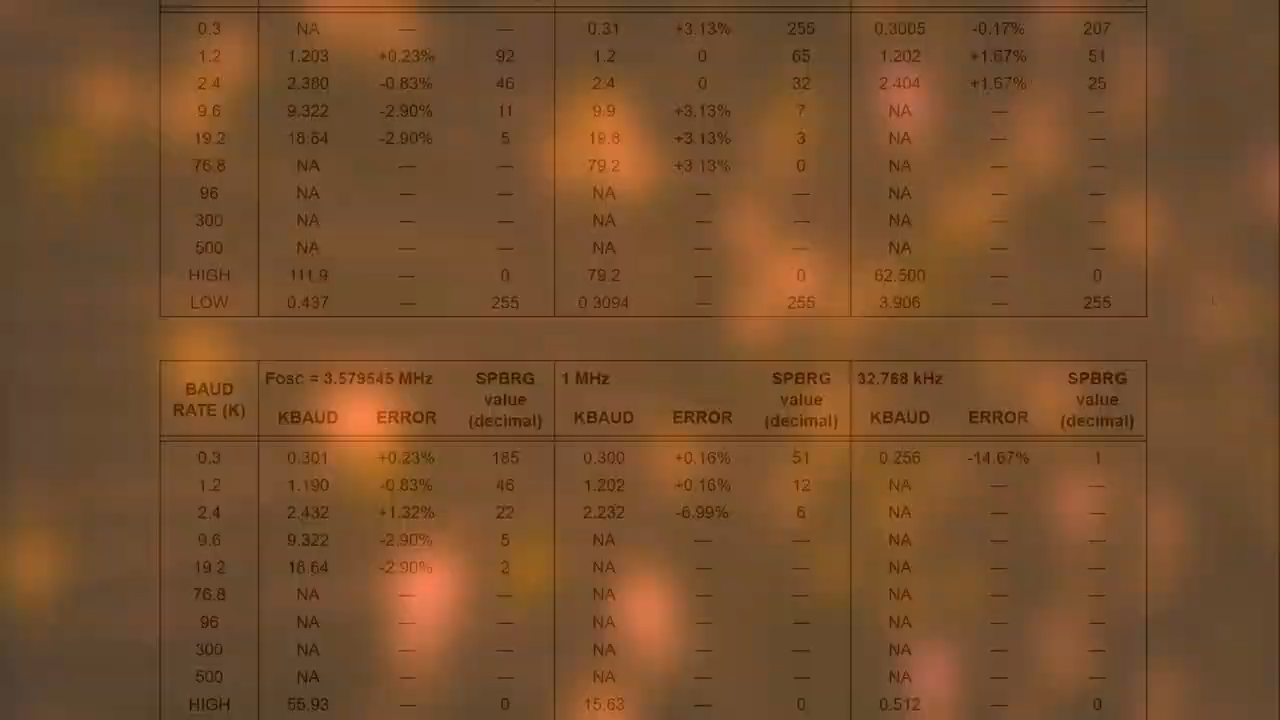 0.3 NA — — 0.31 +3.13% 255 0.3005 -0.17% 207
1.2 1.203 +0.23% 92 1.2 0 65 1.202 +1.67% 51
2.4 2.380 -0.83% 46 2.4 0 32 2.404 +1.67% 25
9.6 9.322 -2.90% 11 9.9 +3.13% 7 NA — —
19.2 18.64 -2.90% 5 19.8 +3.13% 3 NA — —
76.8 NA — — 79.2 +3.13% 0 NA — —
96 NA — — NA — — NA — —
300 NA — — NA — — NA — —
500 NA — — NA — — NA — —
HIGH 111.9 — 0 79.2 — 0 62.500 — 0
LOW 0.437 — 255 0.3094 — 255 3.906 — 255
BAUD RATE (K) Fosc = 3.579545 MHz SPBRG value (decimal) 1 MHz SPBRG value (decimal) 32.768 kHz SPBRG value (decimal)
KBAUD ERROR KBAUD ERROR KBAUD ERROR
0.3 0.301 +0.23% 185 0.300 +0.16% 51 0.256 -14.67% 1
1.2 1.190 -0.83% 46 1.202 +0.16% 12 NA — —
2.4 2.432 +1.32% 22 2.232 -6.99% 6 NA — —
9.6 9.322 -2.90% 5 NA — — NA — —
19.2 18.64 -2.90% 2 NA — — NA — —
76.8 NA — — NA — — NA — —
96 NA — — NA — — NA — —
300 NA — — NA — — NA — —
500 NA — — NA — — NA — —
HIGH 55.93 — 0 15.63 — 0 0.512 — 0